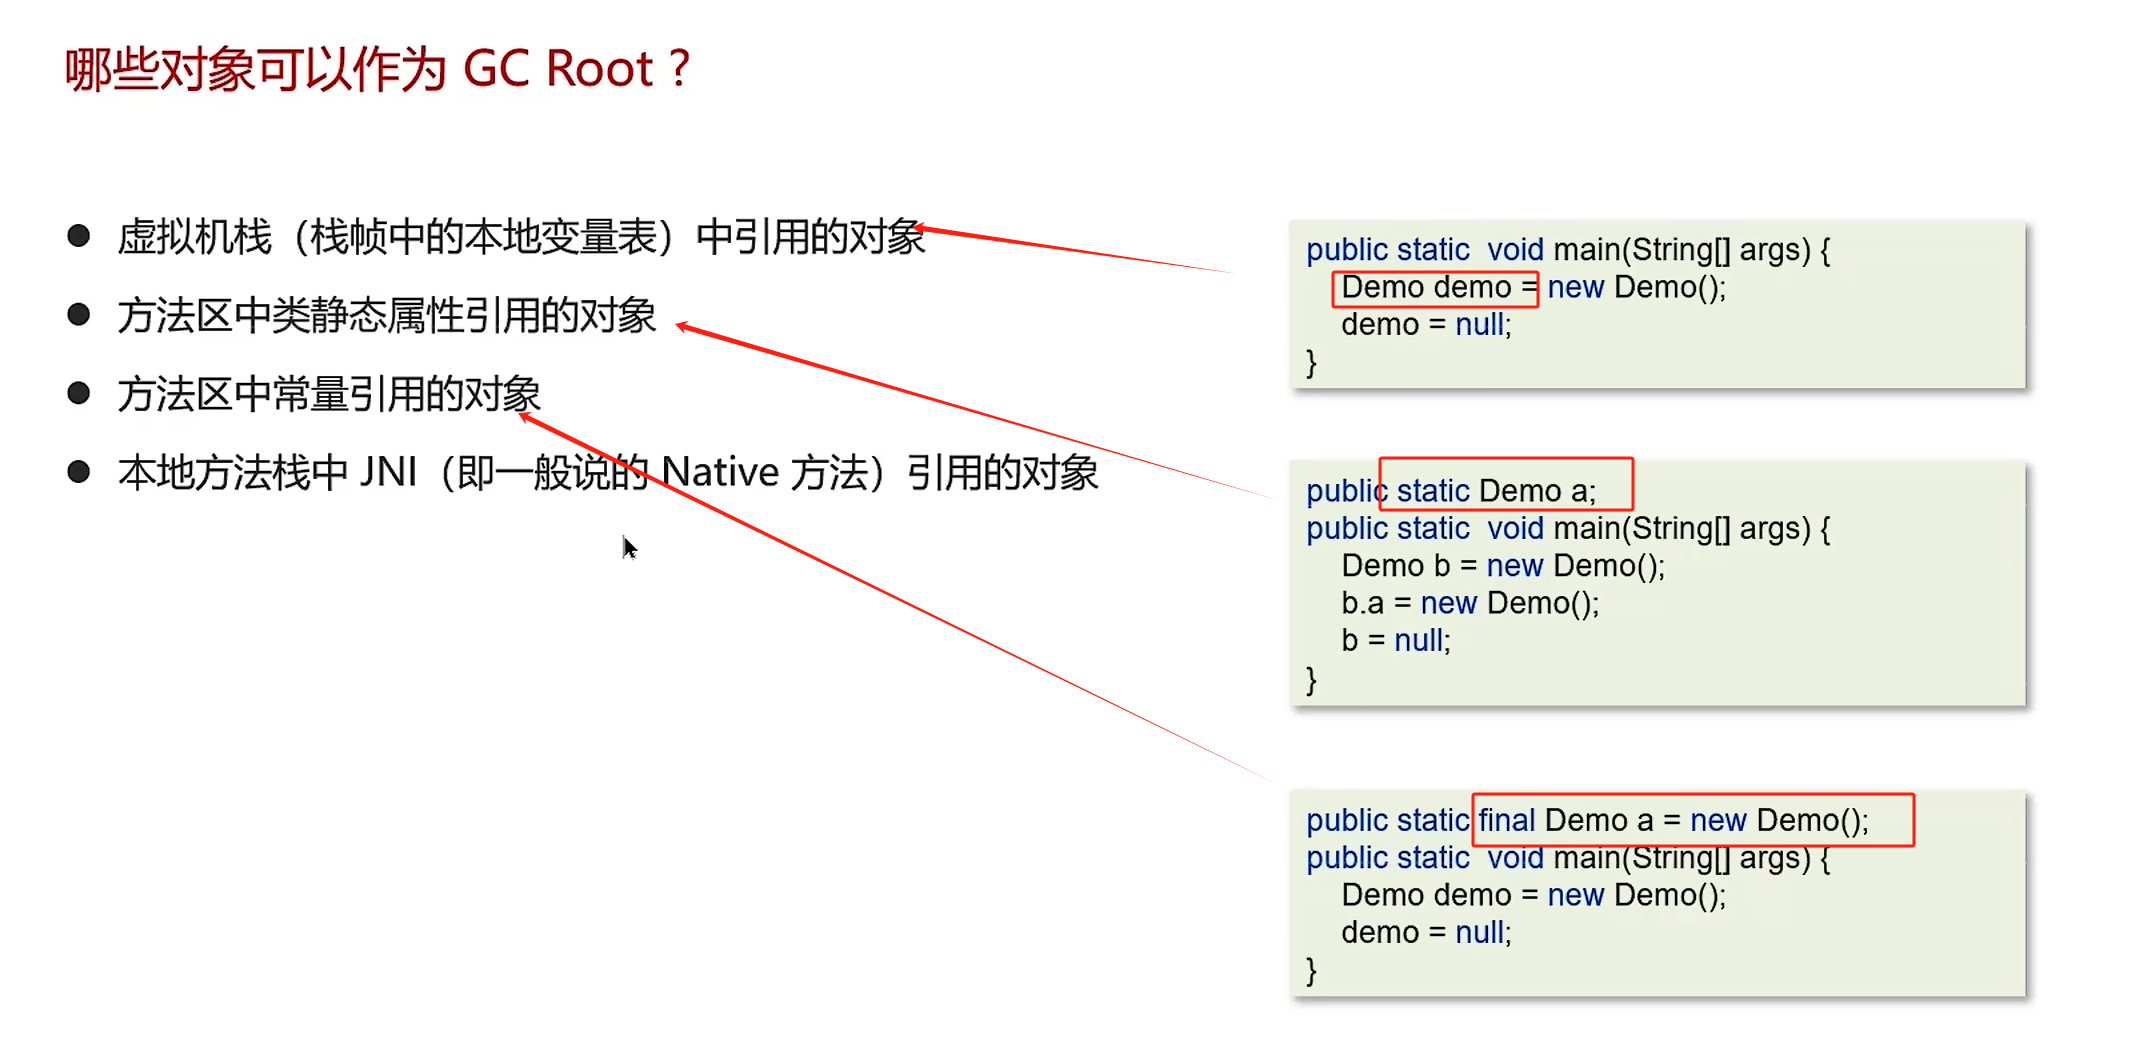 哪些对象可以作为 GC Root ?
● 虚拟机栈（栈帧中的本地变量表）中引用的对象
● 方法区中类静态属性引用的对象
● 方法区中常量引用的对象
● 本地方法栈中 JNI（即一般说的 Native 方法）引用的对象
public static  void main(String[] args) {
Demo demo = new Demo();
demo = null;
}
public static Demo a;
public static  void main(String[] args) {
Demo b = new Demo();
b.a = new Demo();
b = null;
}
public static final Demo a = new Demo();
public static  void main(String[] args) {
Demo demo = new Demo();
demo = null;
}